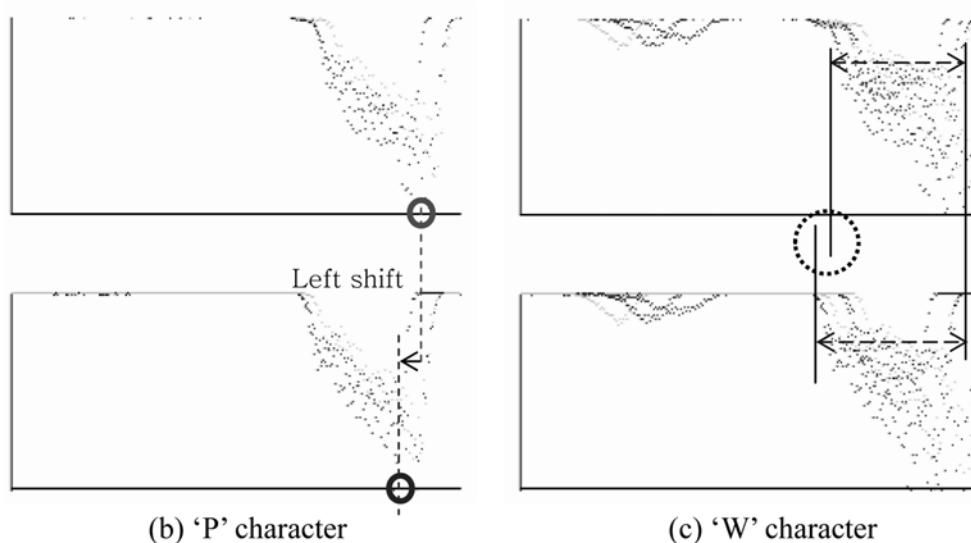 Left shift
(b) ‘P’ character
(c) ‘W’ character